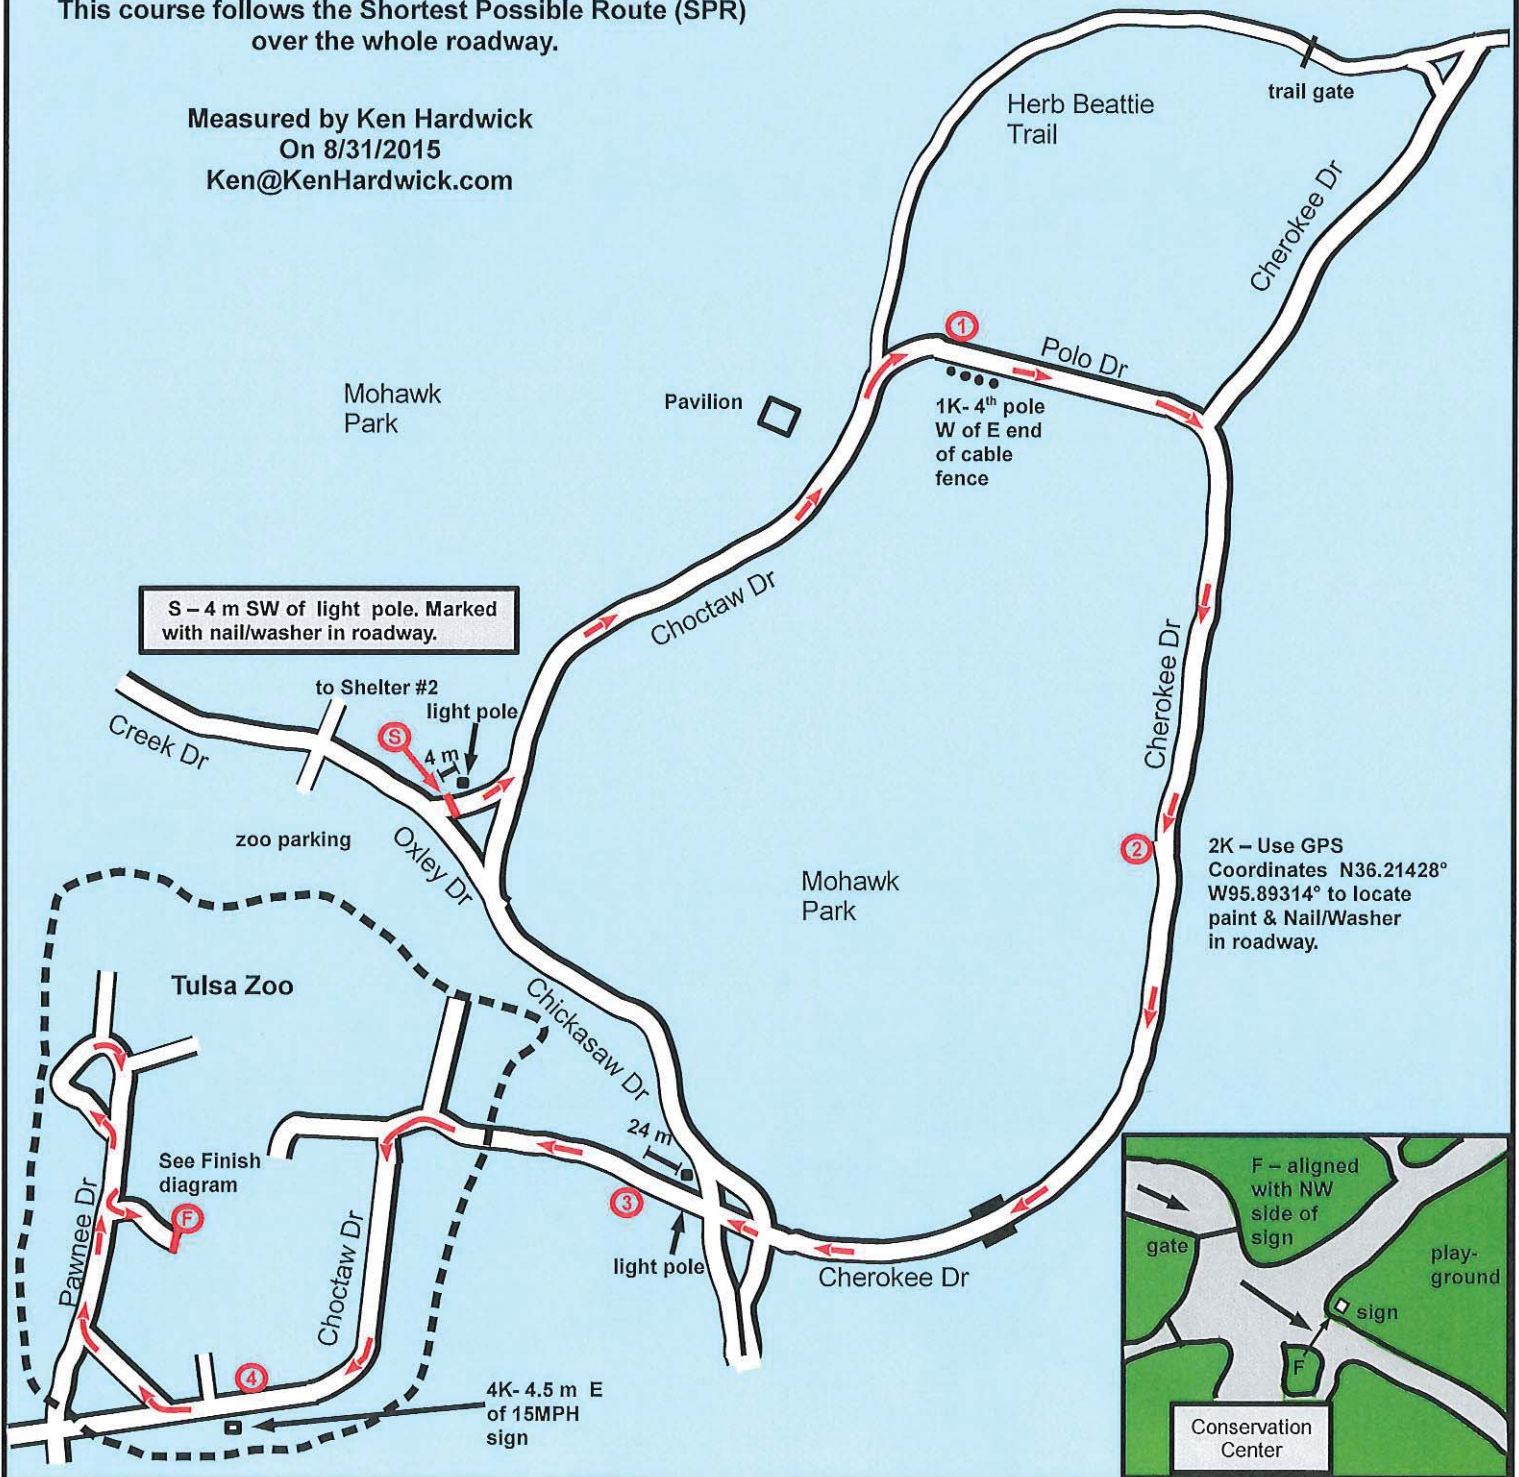 This course follows the Shortest Possible Route (SPR)
over the whole roadway.
Measured by Ken Hardwick
On 8/31/2015
Ken@KenHardwick.com
Herb Beattie
Trail
trail gate
Cherokee Dr
1
Polo Dr
Mohawk
Park
Pavilion
1K- 4th pole
W of E end
of cable
fence
S – 4 m SW of light pole. Marked
with nail/washer in roadway.
Choctaw Dr
to Shelter #2
light pole
S
4 m
Creek Dr
Cherokee Dr
zoo parking
Oxley Dr
2
2K – Use GPS
Coordinates N36.21428°
W95.89314° to locate
paint & Nail/Washer
in roadway.
Mohawk
Park
Tulsa Zoo
Chickasaw Dr
24 m
See Finish
diagram
F
3
Pawnee Dr
Choctaw Dr
light pole
Cherokee Dr
4
4K- 4.5 m E
of 15MPH
sign
F – aligned
with NW
side of
sign
gate
play-
ground
sign
F
Conservation
Center